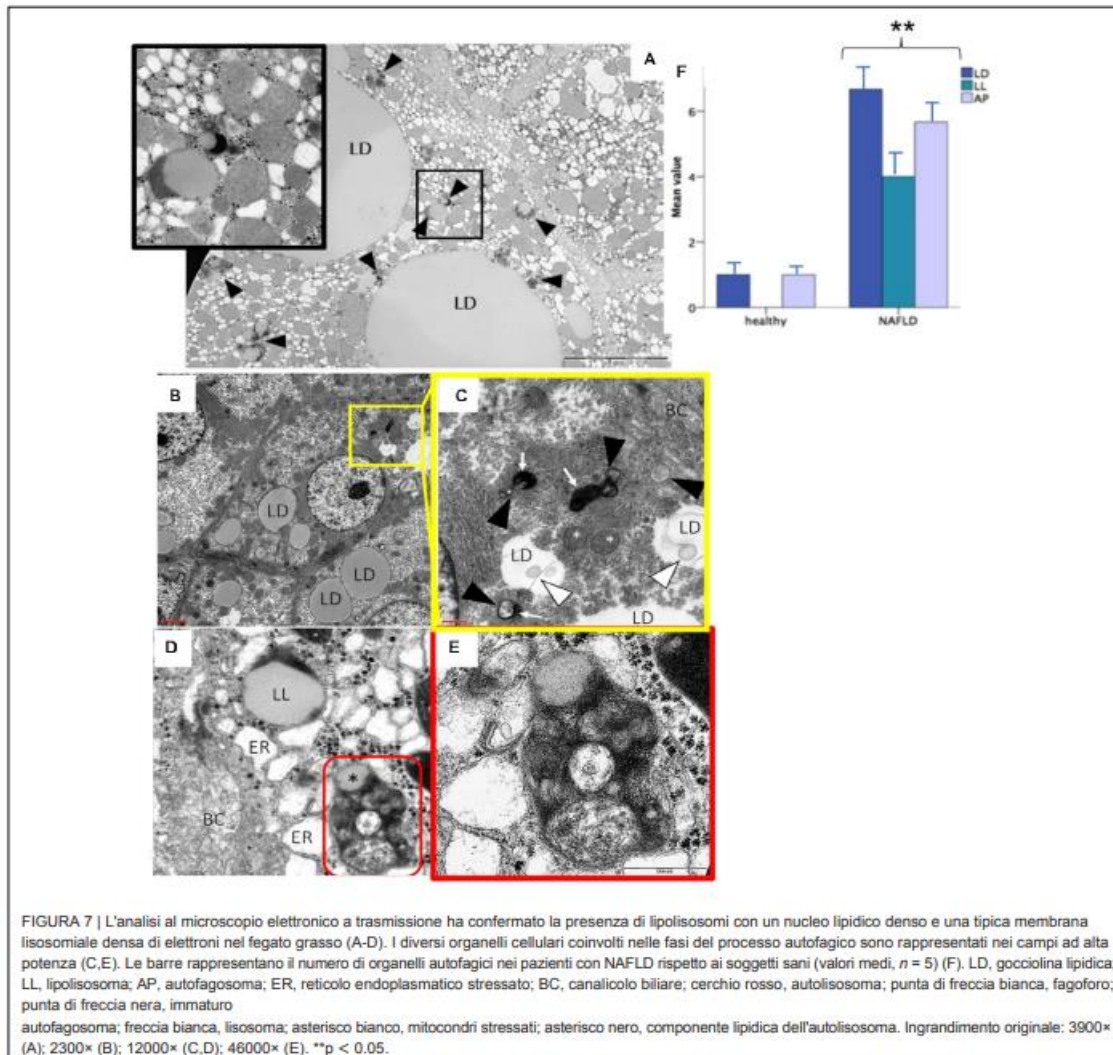 A
LD
LD
F
**
LD
LL
AP
Mean value
6
4
2
0
healthy
NAFLD
B
LD
LD
LD
C
BC
LD
LD
LD
D
LL
ER
*
BC
ER
E
FIGURA 7 | L'analisi al microscopio elettronico a trasmissione ha confermato la presenza di lipolisosomi con un nucleo lipidico denso e una tipica membrana
lisosomiale densa di elettroni nel fegato grasso (A-D). I diversi organelli cellulari coinvolti nelle fasi del processo autofagico sono rappresentati nei campi ad alta
potenza (C,E). Le barre rappresentano il numero di organelli autofagici nei pazienti con NAFLD rispetto ai soggetti sani (valori medi, n = 5) (F). LD, gocciolina lipidica;
LL, lipolisosoma; AP, autofagosoma; ER, reticolo endoplasmatico stressato; BC, canalicolo biliare; cerchio rosso, autolisosoma; punta di freccia bianca, fagoforo;
punta di freccia nera, immaturo
autofagosoma; freccia bianca, lisosoma; asterisco bianco, mitocondri stressati; asterisco nero, componente lipidica dell'autolisosoma. Ingrandimento originale: 3900×
(A); 2300× (B); 12000× (C,D); 46000× (E). **p < 0.05.